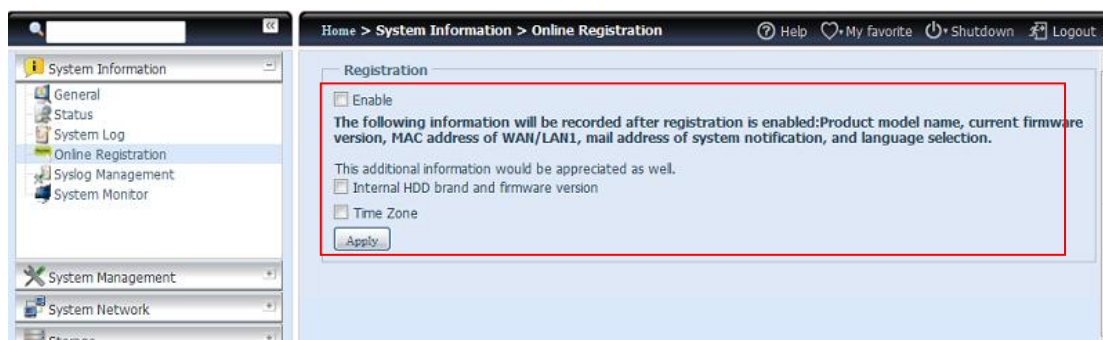 Home > System Information > Online Registration
Help My favorite Shutdown Logout
System Information
General
Status
System Log
Online Registration
Syslog Management
System Monitor
System Management
System Network
Storage
Registration
Enable
The following information will be recorded after registration is enabled:Product model name, current firmware
version, MAC address of WAN/LAN1, mail address of system notification, and language selection.
This additional information would be appreciated as well.
Internal HDD brand and firmware version
Time Zone
Apply